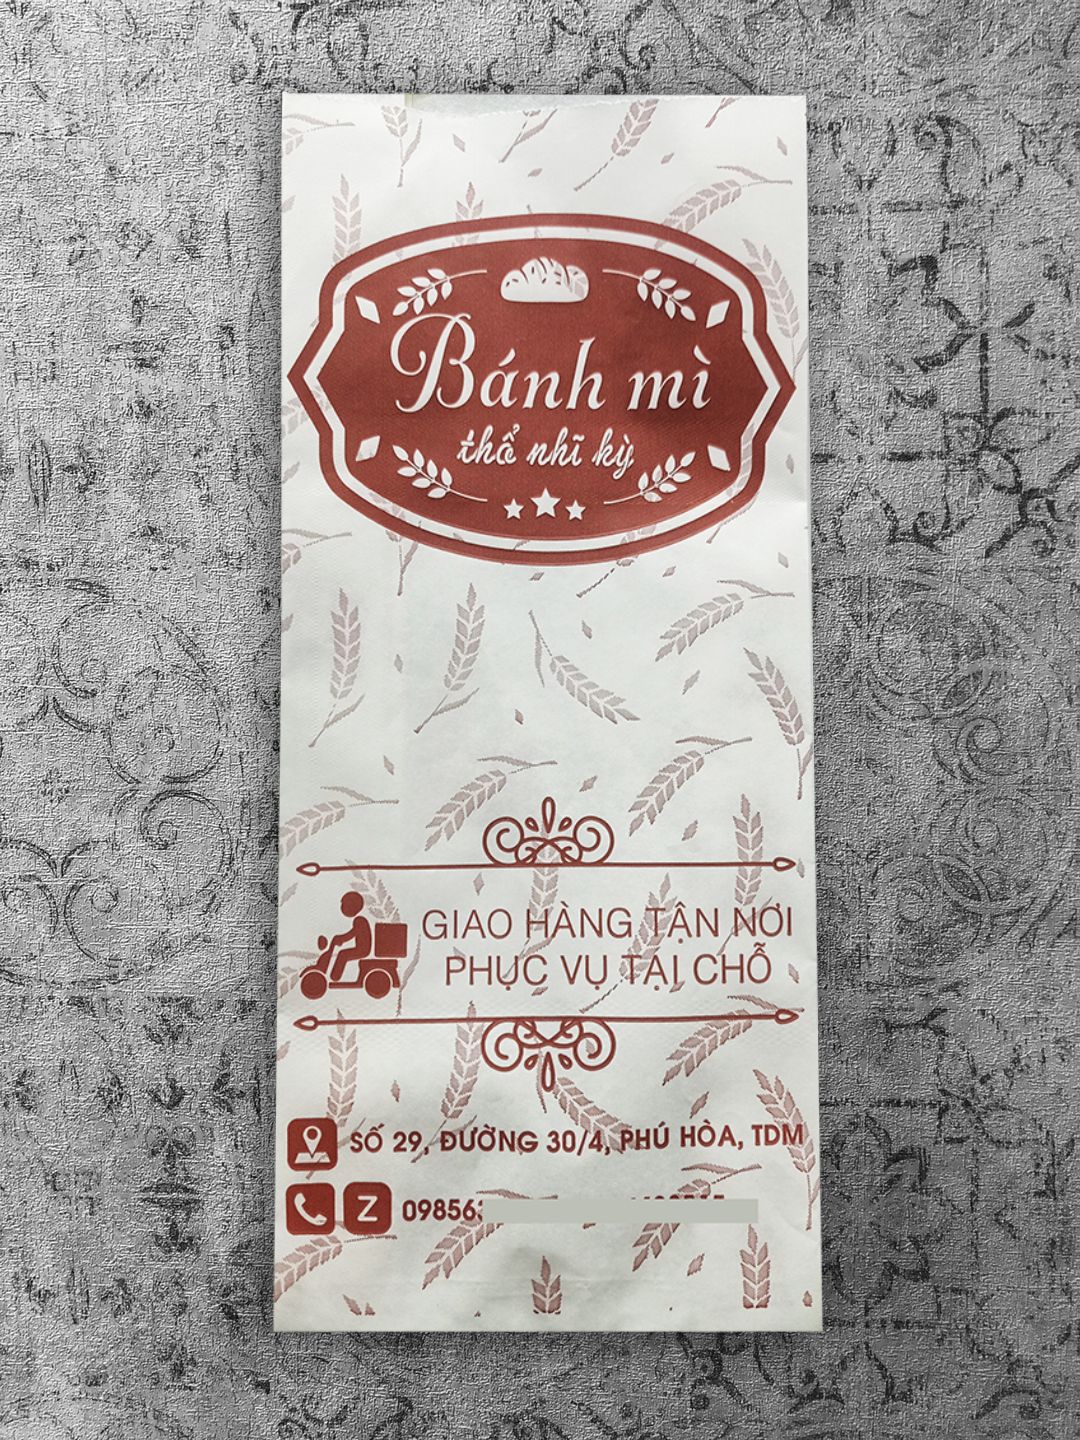 Bánh mì
thổ nhĩ kỳ
GIAO HÀNG TẬN NƠI
PHỤC VỤ TẠI CHỖ
SỐ 29, ĐƯỜNG 30/4, PHÚ HÒA, TDM
Z 09856